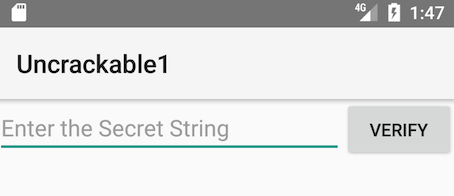 4G 1:47
Uncrackable1
Enter the Secret String VERIFY